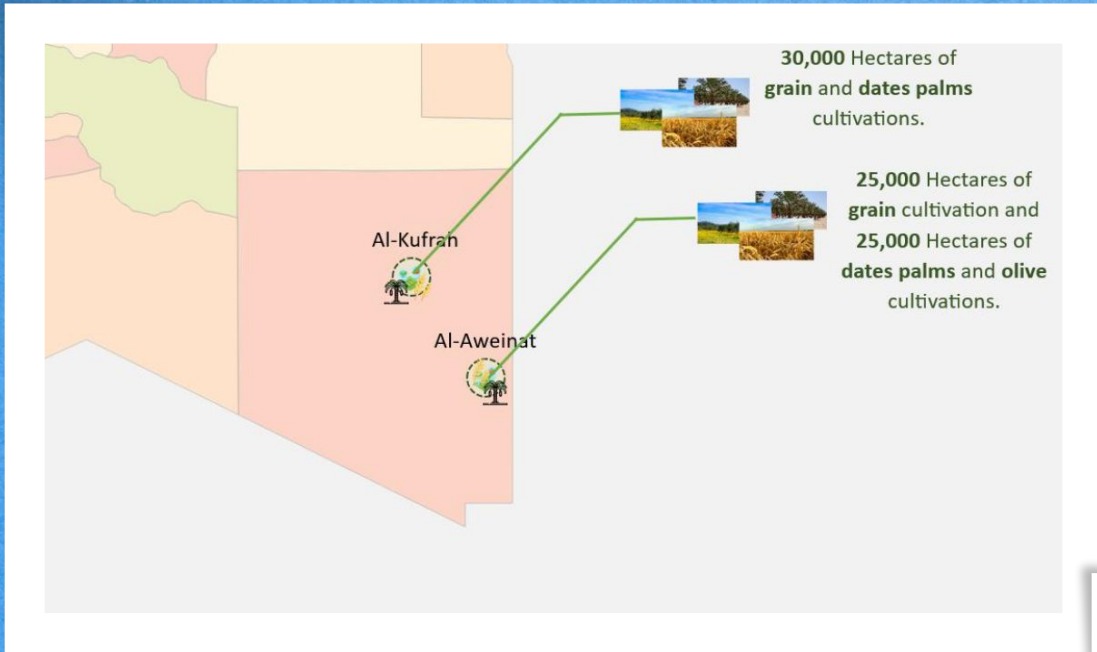 30,000 Hectares of
grain and dates palms
cultivations.
25,000 Hectares of
grain cultivation and
25,000 Hectares of
dates palms and olive
cultivations.
Al-Kufrah
Al-Aweinat